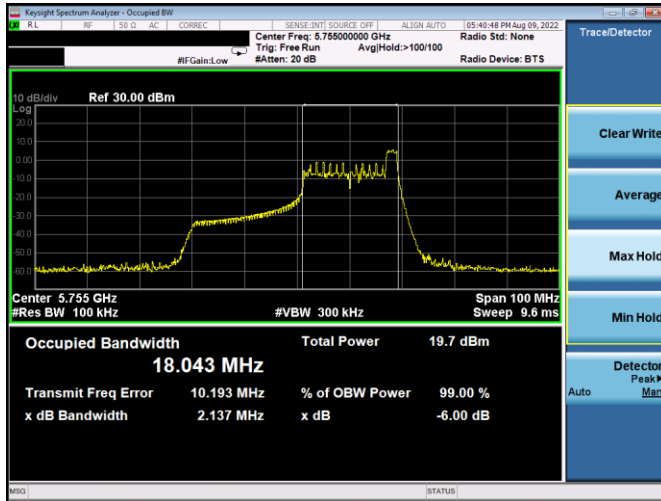 Keysight Spectrum Analyzer - Occupied BW
RL RF 50 Ω AC CORREC SENSE:INT SOURCE OFF ALIGN AUTO 05:40:48 PM Aug 09, 2022
Center Freq: 5.755000000 GHz Radio Std: None
Trig: Free Run Avg|Hold:>100/100
#IFGain:Low #Atten: 20 dB Radio Device: BTS
Trace/Detector
10 dB/div Ref 30.00 dBm
Log
20.0
10.0
0.00
-10.0
-20.0
-30.0
-40.0
-50.0
-60.0
Center 5.755 GHz Span 100 MHz
#Res BW 100 kHz #VBW 300 kHz Sweep 9.6 ms
Occupied Bandwidth Total Power 19.7 dBm
18.043 MHz
Transmit Freq Error 10.193 MHz % of OBW Power 99.00 %
x dB Bandwidth 2.137 MHz x dB -6.00 dB
Clear Write
Average
Max Hold
Min Hold
Detector
Peak
Auto Man
MSG STATUS